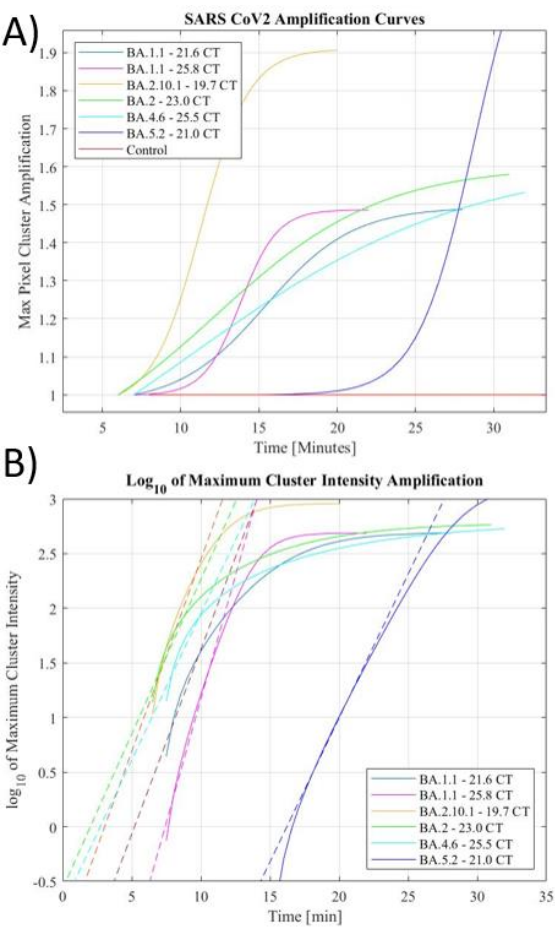 A)
SARS CoV2 Amplification Curves
BA.1.1 - 21.6 CT
BA.1.1 - 25.8 CT
BA.2.10.1 - 19.7 CT
BA.2 - 23.0 CT
BA.4.6 - 25.5 CT
BA.5.2 - 21.0 CT
Control
Max Pixel Cluster Amplification
1.9
1.8
1.7
1.6
1.5
1.4
1.3
1.2
1.1
1
5 10 15 20 25 30
Time [Minutes]
B)
Log10 of Maximum Cluster Intensity Amplification
log10 of Maximum Cluster Intensity
3
2.5
2
1.5
1
0.5
0
-0.5
BA.1.1 - 21.6 CT
BA.1.1 - 25.8 CT
BA.2.10.1 - 19.7 CT
BA.2 - 23.0 CT
BA.4.6 - 25.5 CT
BA.5.2 - 21.0 CT
0 5 10 15 20 25 30 35
Time [min]